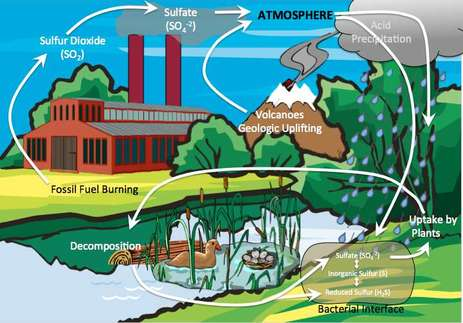 Sulfate
(SO₄⁻²)
ATMOSPHERE
Acid
Precipitation
Sulfur Dioxide
(SO₂)
Volcanoes
Geologic Uplifting
Fossil Fuel Burning
Uptake by
Plants
Decomposition
Sulfate (SO₄⁻²)
Inorganic Sulfur (S)
Reduced Sulfur (H₂S)
Bacterial Interface